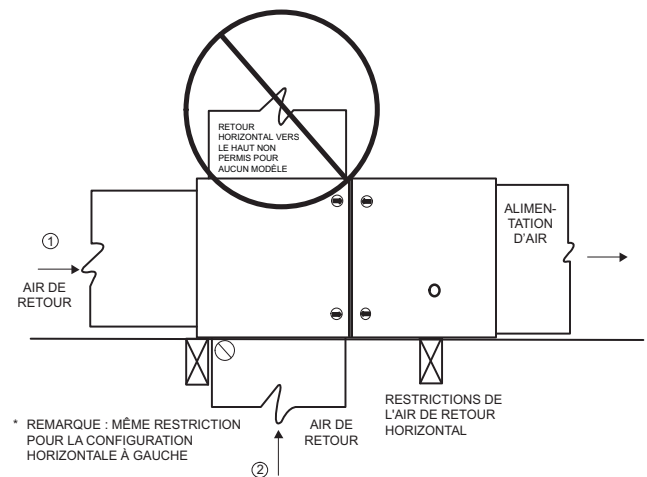 RETOUR
HORIZONTAL VERS
LE HAUT NON
PERMIS POUR
AUCUN MODÈLE
ALIMEN-
TATION
D'AIR
①
AIR DE
RETOUR
RESTRICTIONS DE
L'AIR DE RETOUR
HORIZONTAL
* REMARQUE : MÊME RESTRICTION
POUR LA CONFIGURATION
HORIZONTALE À GAUCHE
AIR DE
RETOUR
②